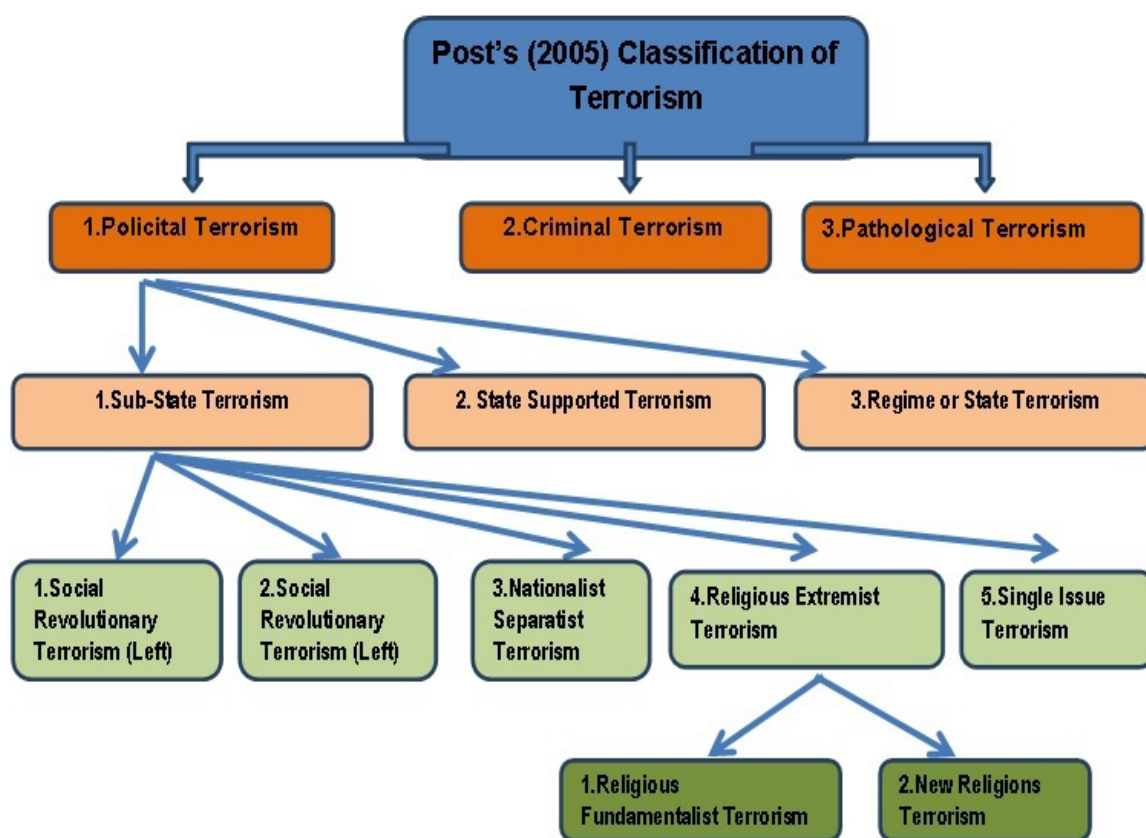 Post's (2005) Classification of
Terrorism
1.Policital Terrorism
2.Criminal Terrorism
3.Pathological Terrorism
1.Sub-State Terrorism
2. State Supported Terrorism
3.Regime or State Terrorism
1.Social
Revolutionary
Terrorism (Left)
2.Social
Revolutionary
Terrorism (Left)
3.Nationalist
Separatist
Terrorism
4.Religious Extremist
Terrorism
5.Single Issue
Terrorism
1.Religious
Fundamentalist Terrorism
2.New Religions
Terrorism